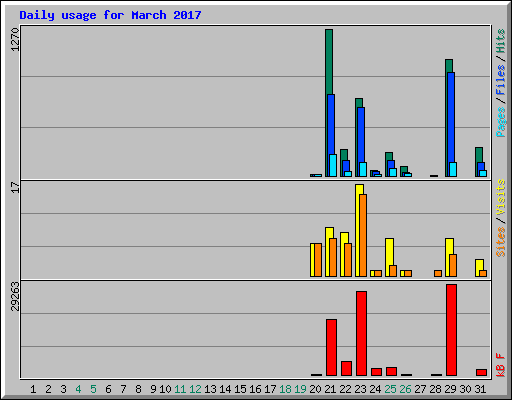 Daily usage for March 2017
1270
Pages/Files/Hits
17
Sites/Visits
29263
kB F
1 2 3 4 5 6 7 8 9 10 11 12 13 14 15 16 17 18 19 20 21 22 23 24 25 26 27 28 29 30 31